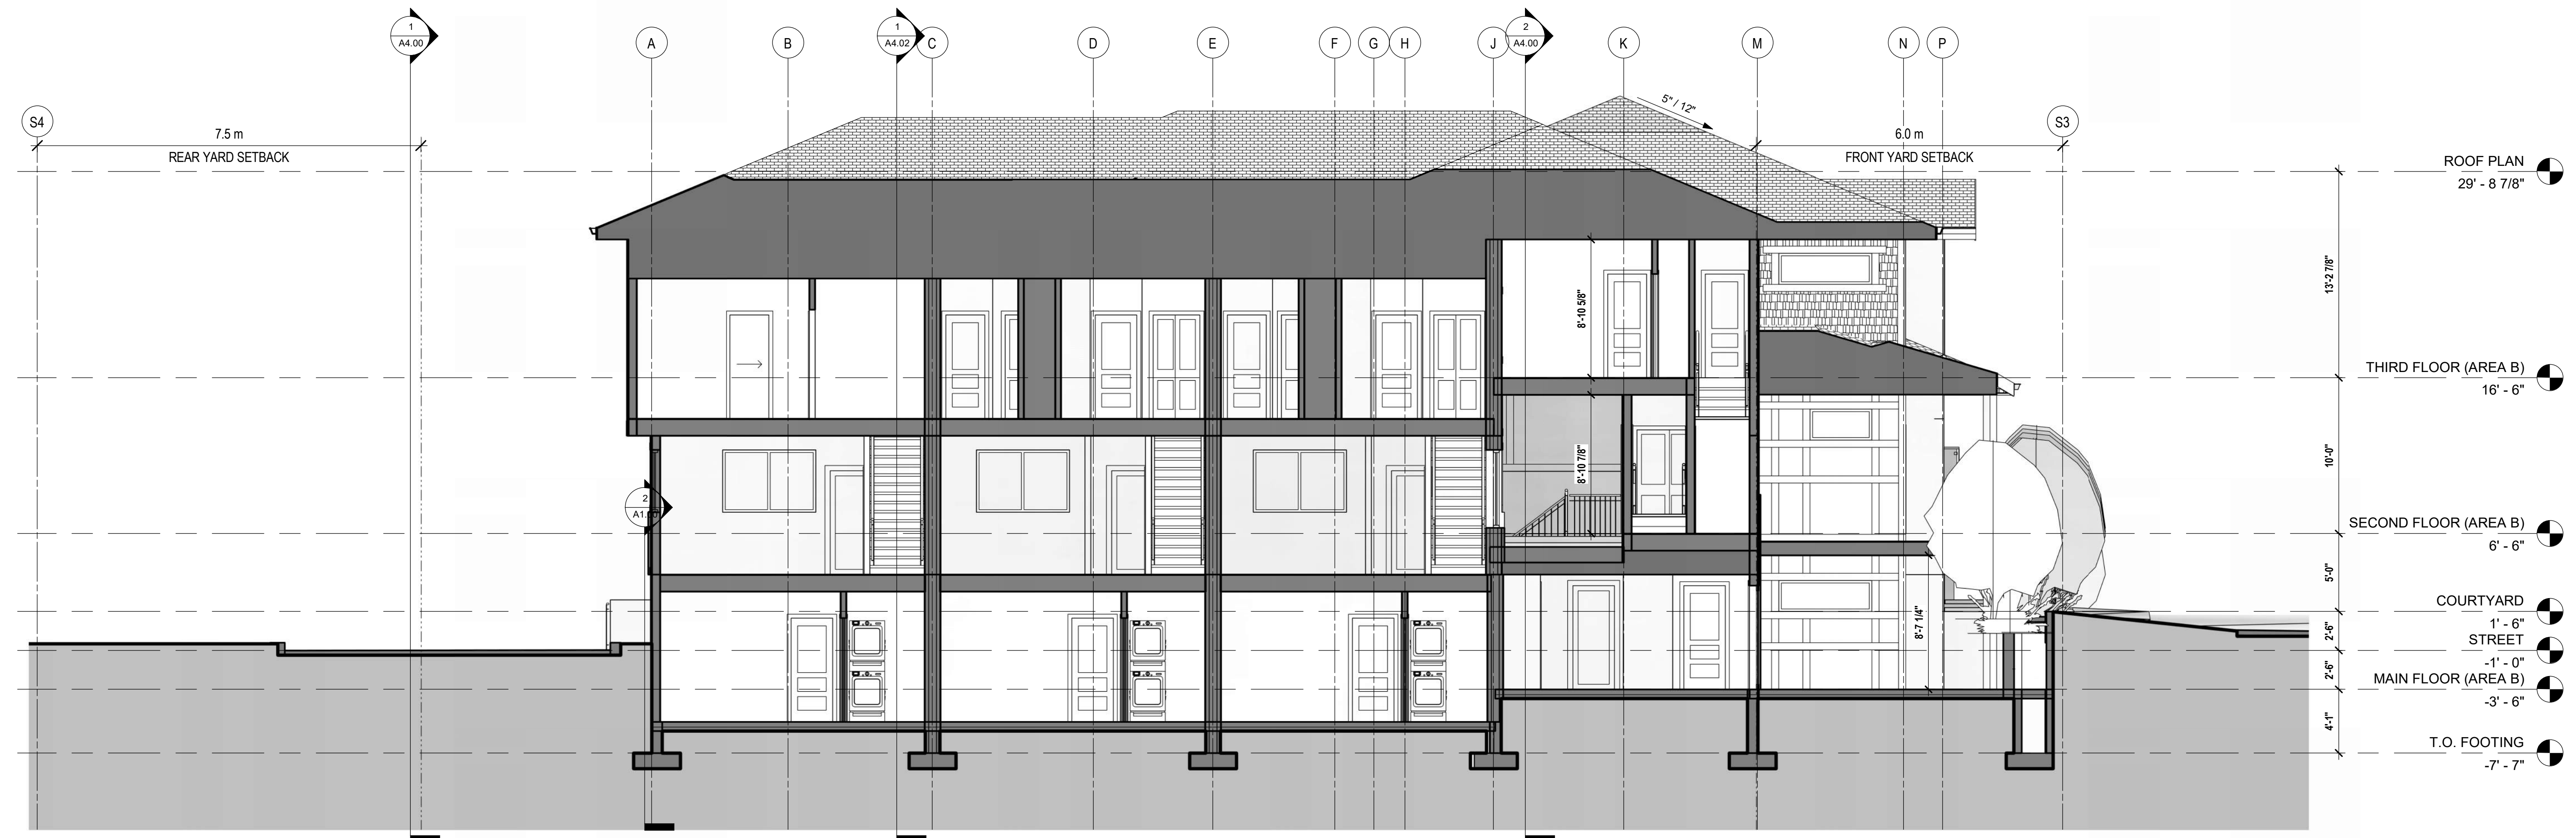 1
A4.00
A
B
1
A4.02
C
D
E
F
G
H
J
2
A4.00
K
M
N
P
S4
7.5 m
REAR YARD SETBACK
5" / 12"
6.0 m
FRONT YARD SETBACK
S3
ROOF PLAN
29' - 8 7/8"
13'-2 7/8"
8'-10 5/8"
THIRD FLOOR (AREA B)
16' - 6"
10'-0"
8'-10 7/8"
2
SECOND FLOOR (AREA B)
6' - 6"
5'-0"
COURTYARD
1' - 6"
8'-7 1/4"
2'-6"
STREET
-1' - 0"
2'-6"
MAIN FLOOR (AREA B)
-3' - 6"
4'-1"
T.O. FOOTING
-7' - 7"